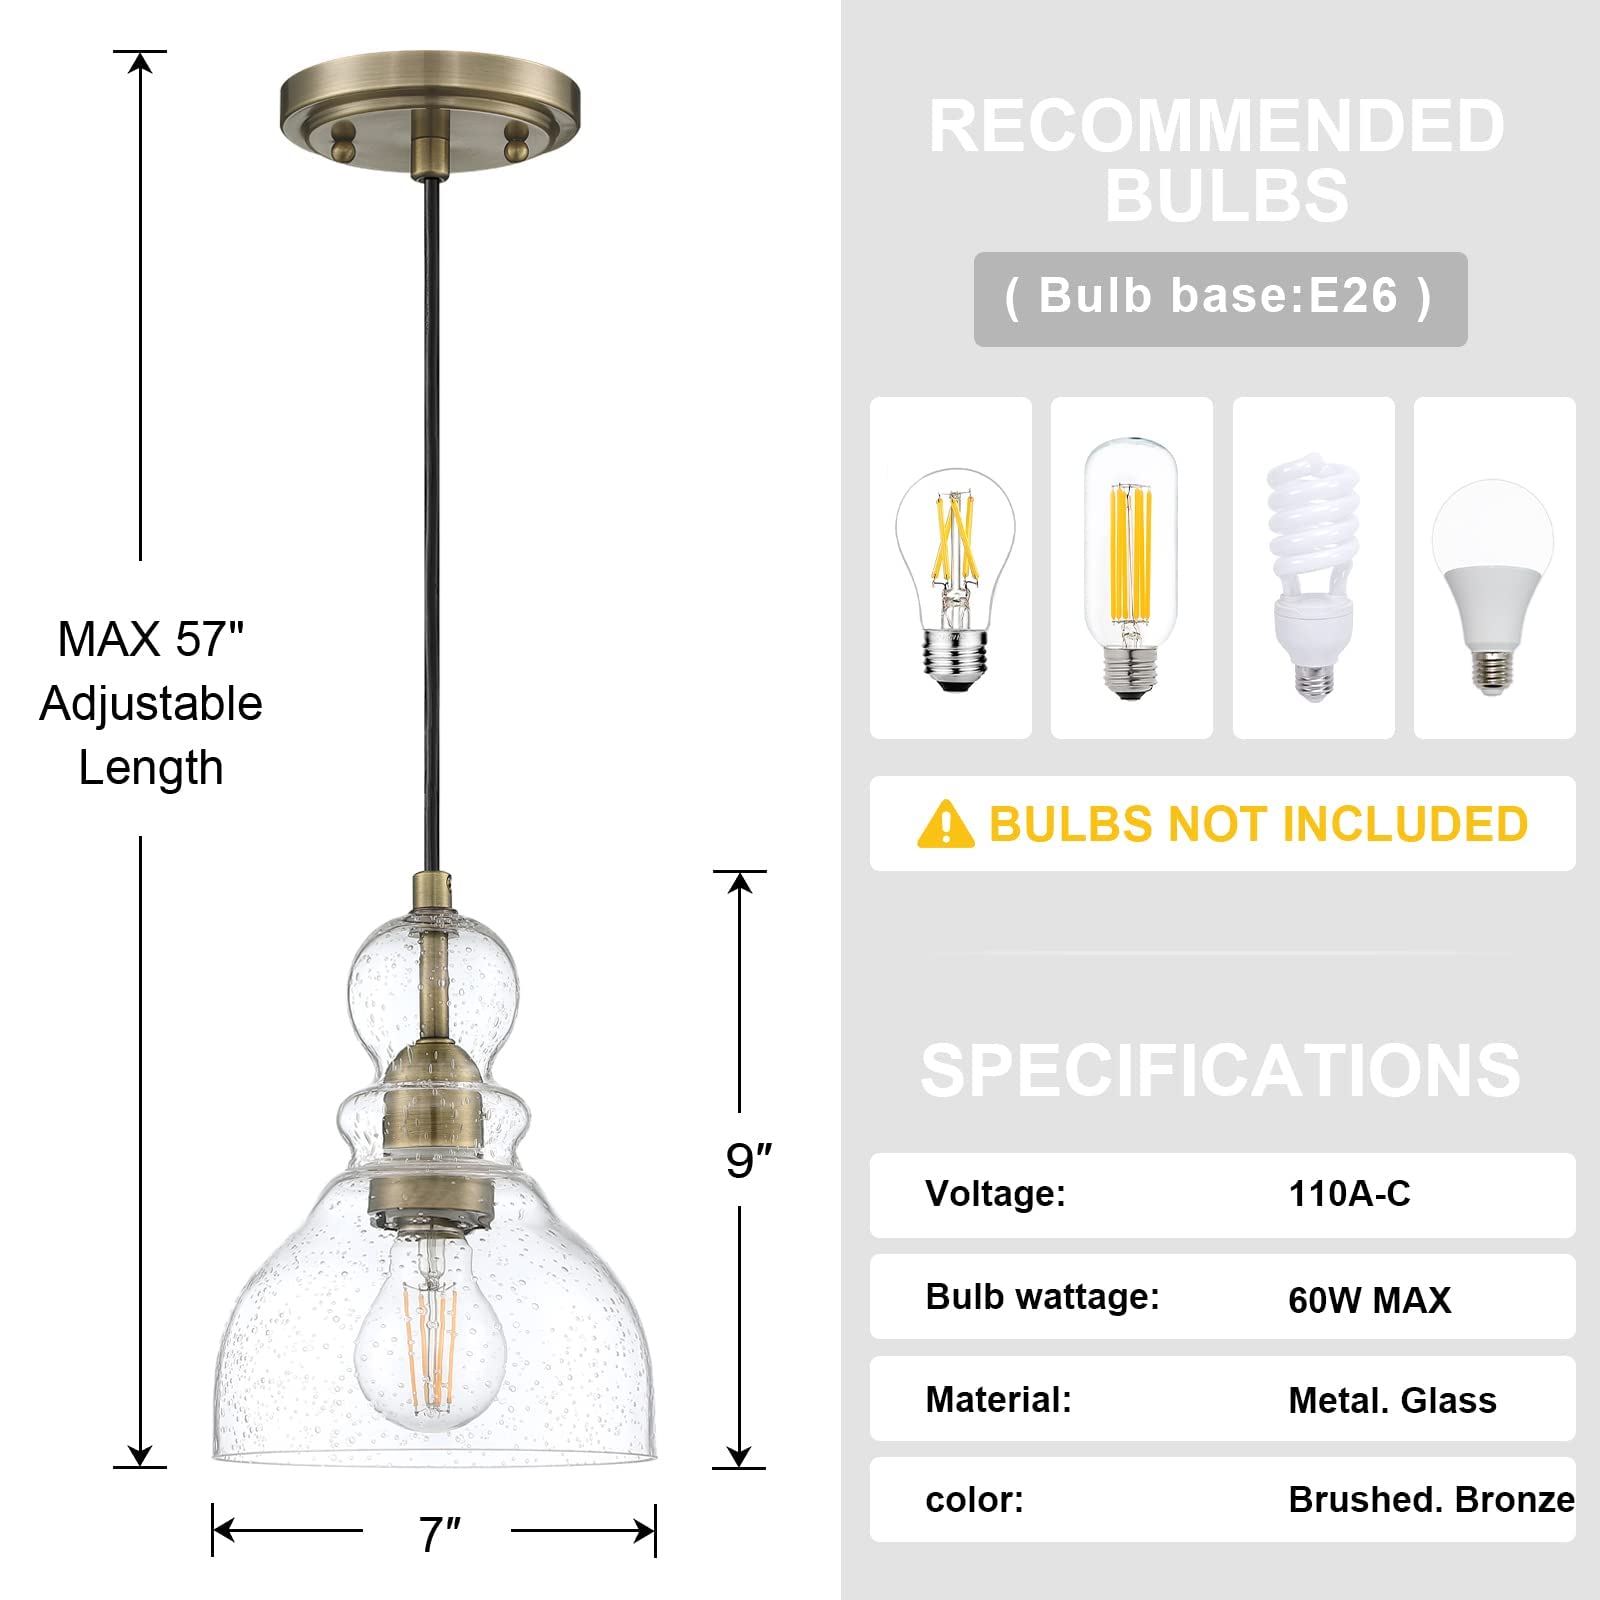 MAX 57"
Adjustable
Length
9"
7"
RECOMMENDED
BULBS
( Bulb base:E26 )
BULBS NOT INCLUDED
SPECIFICATIONS
Voltage: 110A-C
Bulb wattage: 60W MAX
Material: Metal. Glass
color: Brushed. Bronze